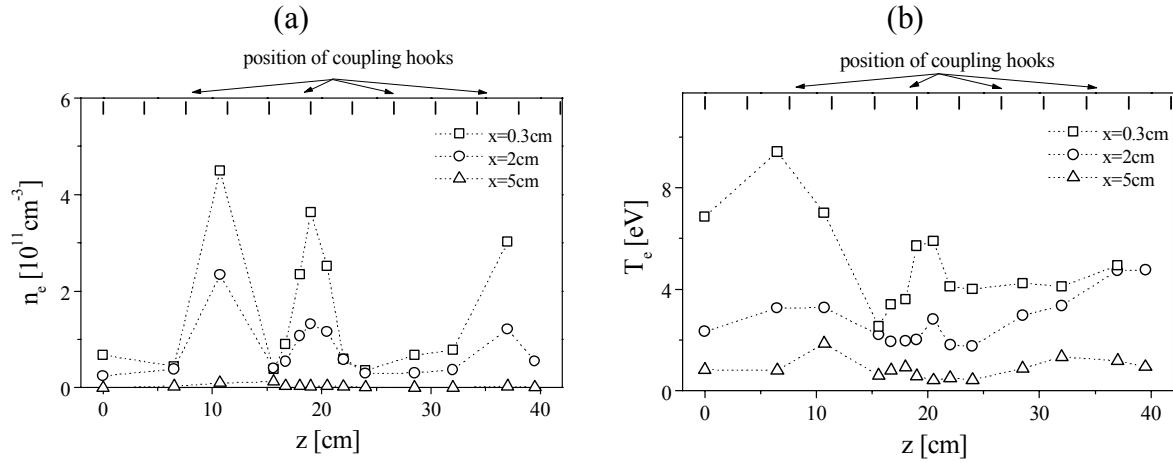 (a)
position of coupling hooks
6
4
2
0
n_e [10^11 cm^-3]
x=0.3cm
x=2cm
x=5cm
0 10 20 30 40
z [cm]
(b)
position of coupling hooks
8
4
0
T_e [eV]
x=0.3cm
x=2cm
x=5cm
0 10 20 30 40
z [cm]